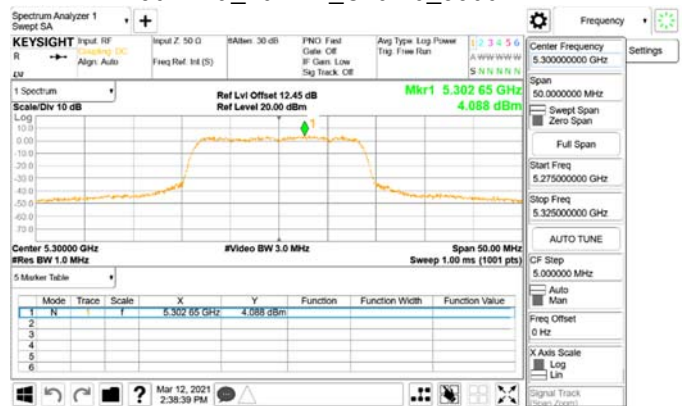 Spectrum Analyzer 1
Swept SA
Frequency
KEYSIGHT
Input: RF
Coupling: DC
Align: Auto
Input Z: 50 Ω
Freq Ref: Int (S)
#Atten: 30 dB
PNO: Fast
Gate: Off
IF Gain: Low
Sig Track: Off
Avg Type: Log-Power
Trig: Free Run
1 2 3 4 5 6
A W W W W W
S N N N N N
R
1 Spectrum
Scale/Div 10 dB
Log
Ref Lvl Offset 12.45 dB
Ref Level 20.00 dBm
Mkr1 5.302 65 GHz
4.088 dBm
10.0
0.00
-10.0
-20.0
-30.0
-40.0
-50.0
-60.0
-70.0
1
Center 5.30000 GHz
#Res BW 1.0 MHz
#Video BW 3.0 MHz
Span 50.00 MHz
Sweep 1.00 ms (1001 pts)
5 Marker Table
Mode Trace Scale X Y Function Function Width Function Value
1 N 1 f 5.302 65 GHz 4.088 dBm
2
3
4
5
6
Mar 12, 2021
2:38:39 PM
Center Frequency
5.300000000 GHz
Settings
Span
50.0000000 MHz
Swept Span
Zero Span
Full Span
Start Freq
5.275000000 GHz
Stop Freq
5.325000000 GHz
AUTO TUNE
CF Step
5.000000 MHz
Auto
Man
Freq Offset
0 Hz
X Axis Scale
Log
Lin
Signal Track
(Span Zoom)